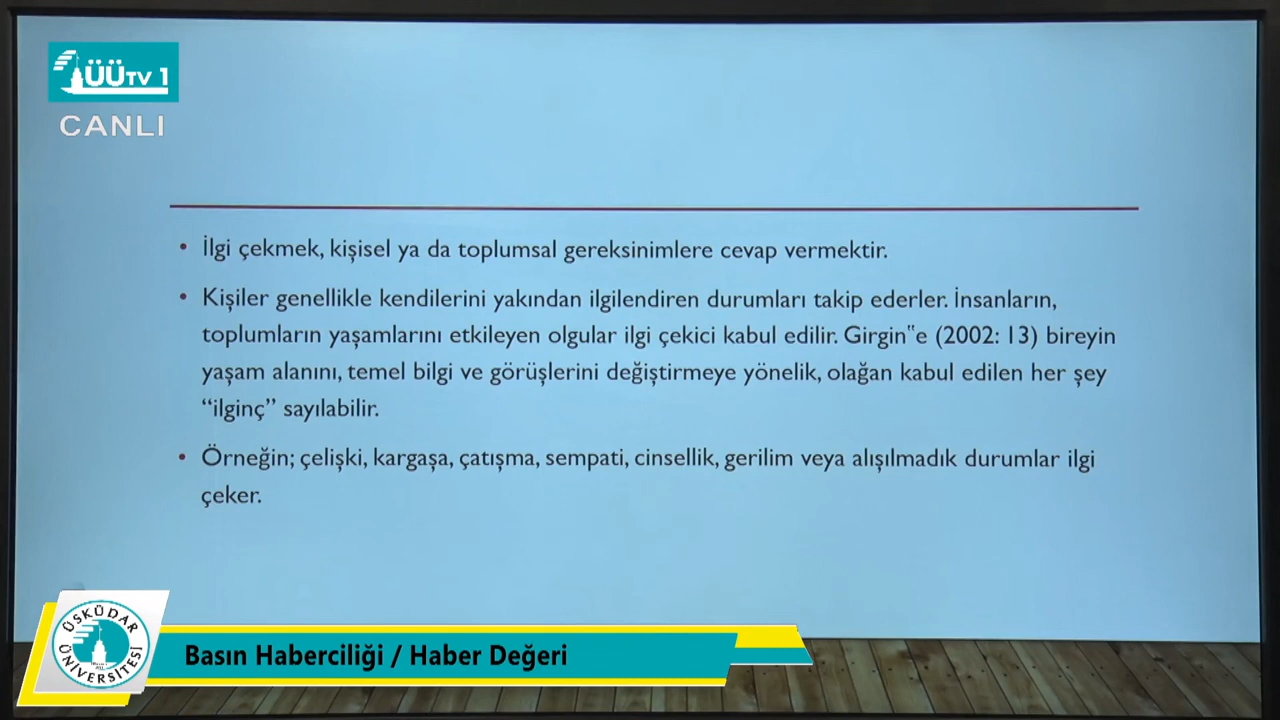 ÜÜTV 1
CANLI
• İlgi çekmek, kişisel ya da toplumsal gereksinimlere cevap vermektir.
• Kişiler genellikle kendilerini yakından ilgilendiren durumları takip ederler. İnsanların,
toplumların yaşamlarını etkileyen olgular ilgi çekici kabul edilir. Girgin‟e (2002: 13) bireyin
yaşam alanını, temel bilgi ve görüşlerini değiştirmeye yönelik, olağan kabul edilen her şey
“ilginç” sayılabilir.
• Örneğin; çelişki, kargaşa, çatışma, sempati, cinsellik, gerilim veya alışılmadık durumlar ilgi
çeker.
ÜSKÜDAR
ÜNİVERSİTESİ
Basın Haberciliği / Haber Değeri